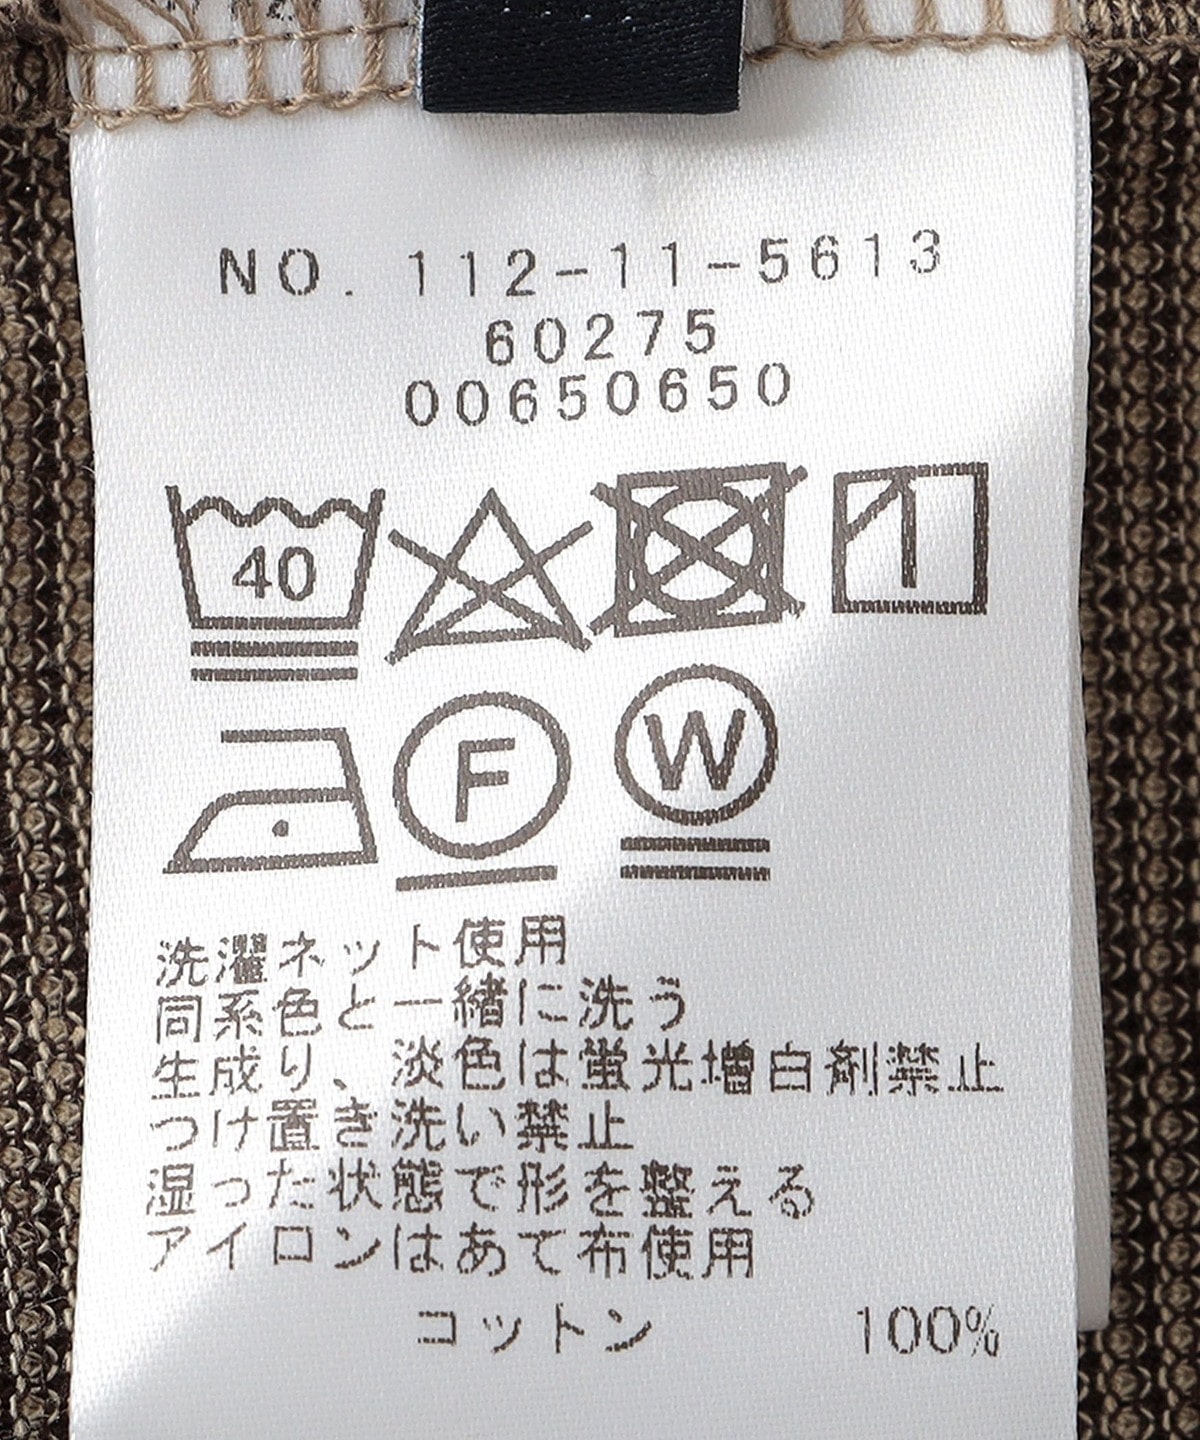 NO. 112-11-5613
60275
00650650
40
F W
洗濯ネット使用
同系色と一緒に洗う
生成り、淡色は蛍光増白剤禁止
つけ置き洗い禁止
湿った状態で形を整える
アイロンはあて布使用
コットン 100%